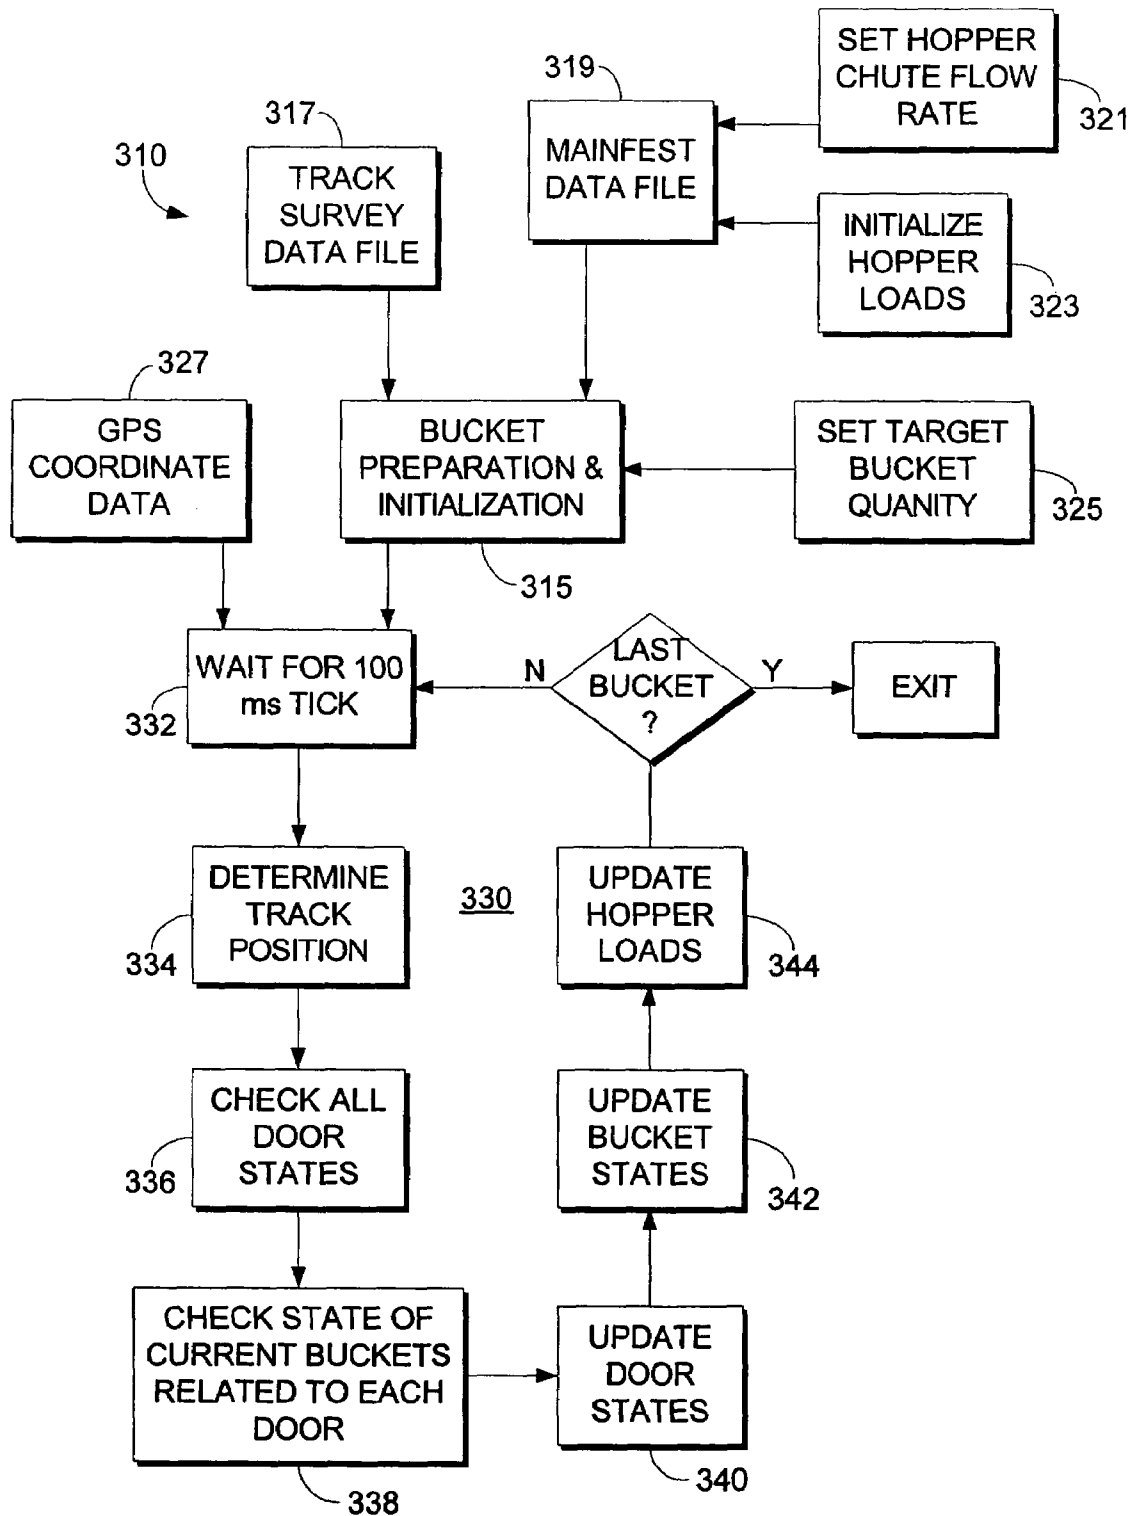 SET HOPPER
CHUTE FLOW
RATE
321
319
MAINFEST
DATA FILE
317
TRACK
SURVEY
DATA FILE
310
INITIALIZE
HOPPER
LOADS
323
327
GPS
COORDINATE
DATA
BUCKET
PREPARATION &
INITIALIZATION
315
SET TARGET
BUCKET
QUANITY
325
WAIT FOR 100
ms TICK
332
N
LAST
BUCKET
?
Y
EXIT
DETERMINE
TRACK
POSITION
334
330
UPDATE
HOPPER
LOADS
344
CHECK ALL
DOOR
STATES
336
UPDATE
BUCKET
STATES
342
CHECK STATE OF
CURRENT BUCKETS
RELATED TO EACH
DOOR
338
UPDATE
DOOR
STATES
340